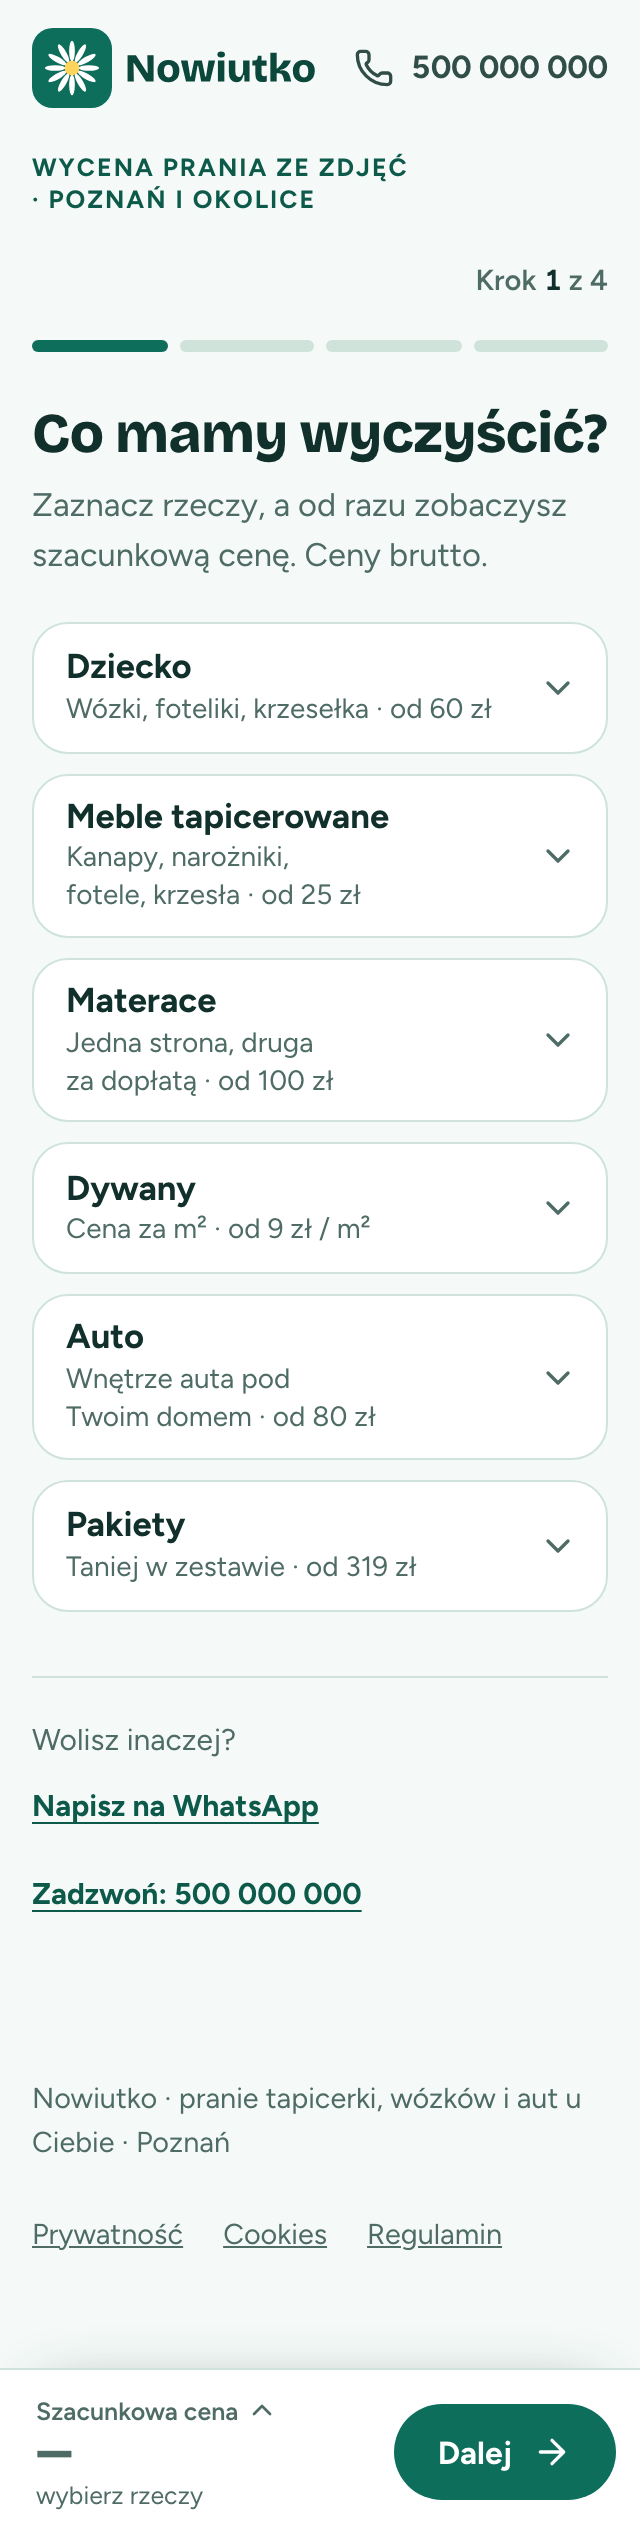 Nowiutko
500 000 000
WYCENA PRANIA ZE ZDJĘĆ
· POZNAŃ I OKOLICE
Krok 1 z 4
Co mamy wyczyścić?
Zaznacz rzeczy, a od razu zobaczysz
szacunkową cenę. Ceny brutto.
Dziecko
Wózki, foteliki, krzesełka · od 60 zł
Meble tapicerowane
Kanapy, narożniki,
fotele, krzesła · od 25 zł
Materace
Jedna strona, druga
za dopłatą · od 100 zł
Dywany
Cena za m² · od 9 zł / m²
Auto
Wnętrze auta pod
Twoim domem · od 80 zł
Pakiety
Taniej w zestawie · od 319 zł
Wolisz inaczej?
Napisz na WhatsApp
Zadzwoń: 500 000 000
Nowiutko · pranie tapicerki, wózków i aut u
Ciebie · Poznań
Prywatność Cookies Regulamin
Szacunkowa cena
—
wybierz rzeczy
Dalej